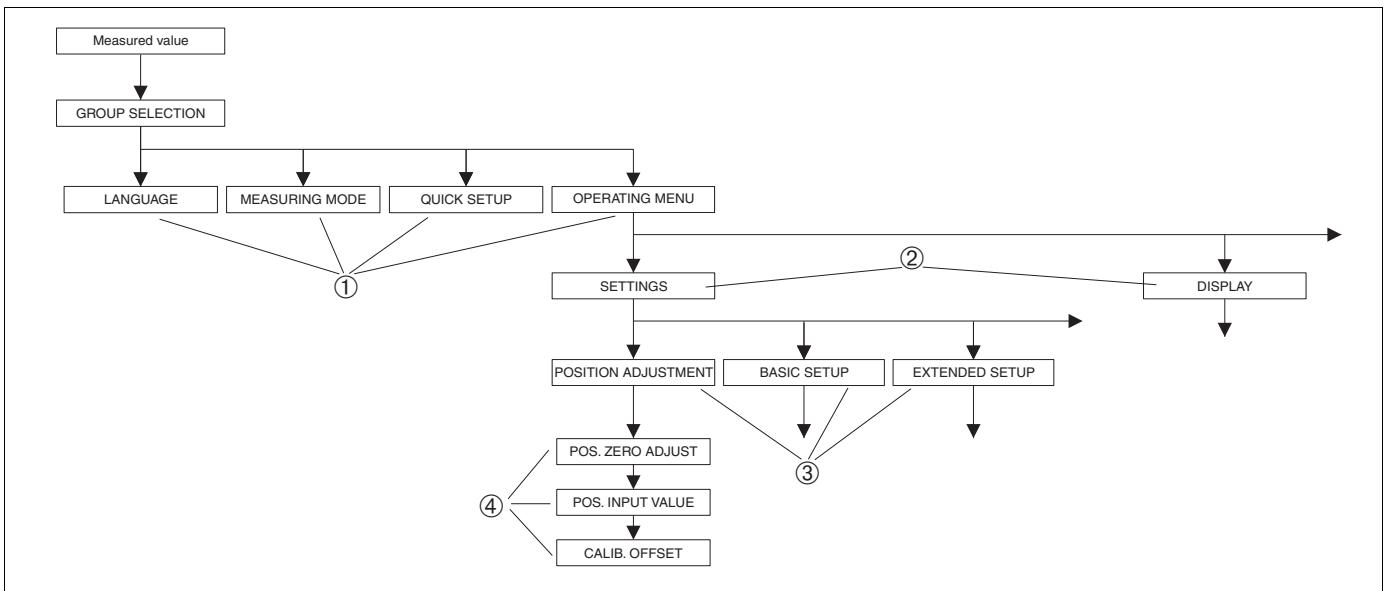 Measured value
GROUP SELECTION
LANGUAGE
MEASURING MODE
QUICK SETUP
OPERATING MENU
①
②
SETTINGS
DISPLAY
POSITION ADJUSTMENT
BASIC SETUP
EXTENDED SETUP
③
POS. ZERO ADJUST
④
POS. INPUT VALUE
CALIB. OFFSET